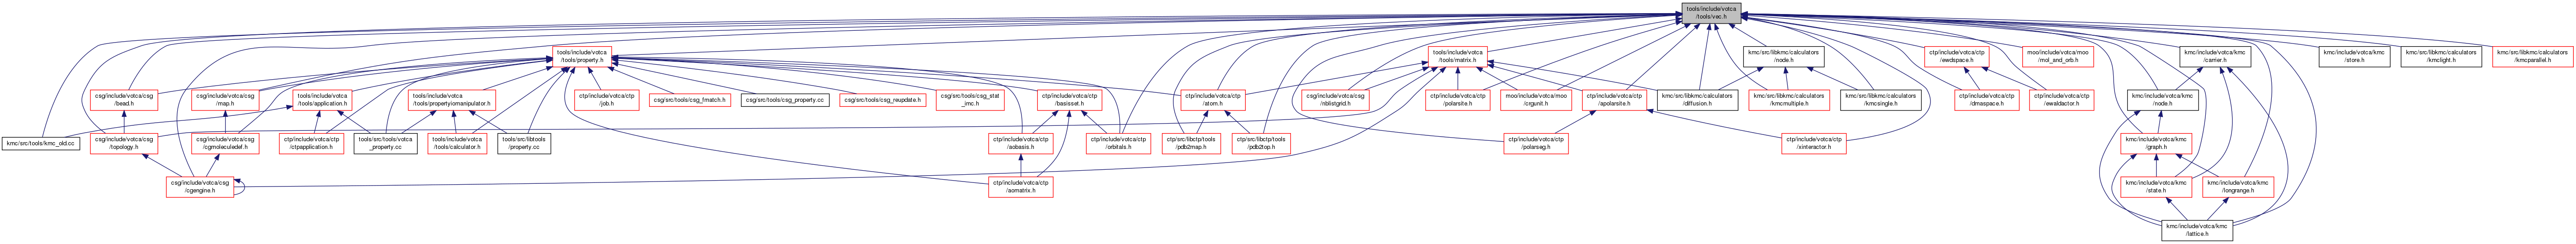 tools/include/votca
/tools/vec.h
tools/include/votca
/tools/property.h
tools/include/votca
/tools/matrix.h
kmc/src/libkmc/calculators
/node.h
ctp/include/votca/ctp
/ewdspace.h
moo/include/votca/moo
/mol_and_orb.h
kmc/include/votca/kmc
/carrier.h
kmc/include/votca/kmc
/store.h
kmc/src/libkmc/calculators
/kmclight.h
kmc/src/libkmc/calculators
/kmcparallel.h
csg/include/votca/csg
/bead.h
csg/include/votca/csg
/map.h
tools/include/votca
/tools/application.h
tools/include/votca
/tools/propertyiomanipulator.h
ctp/include/votca/ctp
/job.h
csg/src/tools/csg_fmatch.h
csg/src/tools/csg_property.cc
csg/src/tools/csg_reupdate.h
csg/src/tools/csg_stat
_imc.h
ctp/include/votca/ctp
/basisset.h
ctp/include/votca/ctp
/atom.h
csg/include/votca/csg
/nblistgrid.h
ctp/include/votca/ctp
/polarsite.h
moo/include/votca/moo
/crgunit.h
ctp/include/votca/ctp
/apolarsite.h
kmc/src/libkmc/calculators
/diffusion.h
kmc/src/libkmc/calculators
/kmcmultiple.h
kmc/src/libkmc/calculators
/kmcsingle.h
ctp/include/votca/ctp
/dmaspace.h
ctp/include/votca/ctp
/ewaldactor.h
kmc/include/votca/kmc
/node.h
kmc/src/tools/kmc_old.cc
csg/include/votca/csg
/topology.h
csg/include/votca/csg
/cgmoleculedef.h
ctp/include/votca/ctp
/ctpapplication.h
tools/src/tools/votca
_property.cc
tools/include/votca
/tools/calculator.h
tools/src/libtools
/property.cc
ctp/include/votca/ctp
/aobasis.h
ctp/include/votca/ctp
/orbitals.h
ctp/src/libctp/tools
/pdb2map.h
ctp/src/libctp/tools
/pdb2top.h
ctp/include/votca/ctp
/polarseg.h
ctp/include/votca/ctp
/xinteractor.h
kmc/include/votca/kmc
/graph.h
csg/include/votca/csg
/cgengine.h
ctp/include/votca/ctp
/aomatrix.h
kmc/include/votca/kmc
/state.h
kmc/include/votca/kmc
/longrange.h
kmc/include/votca/kmc
/lattice.h